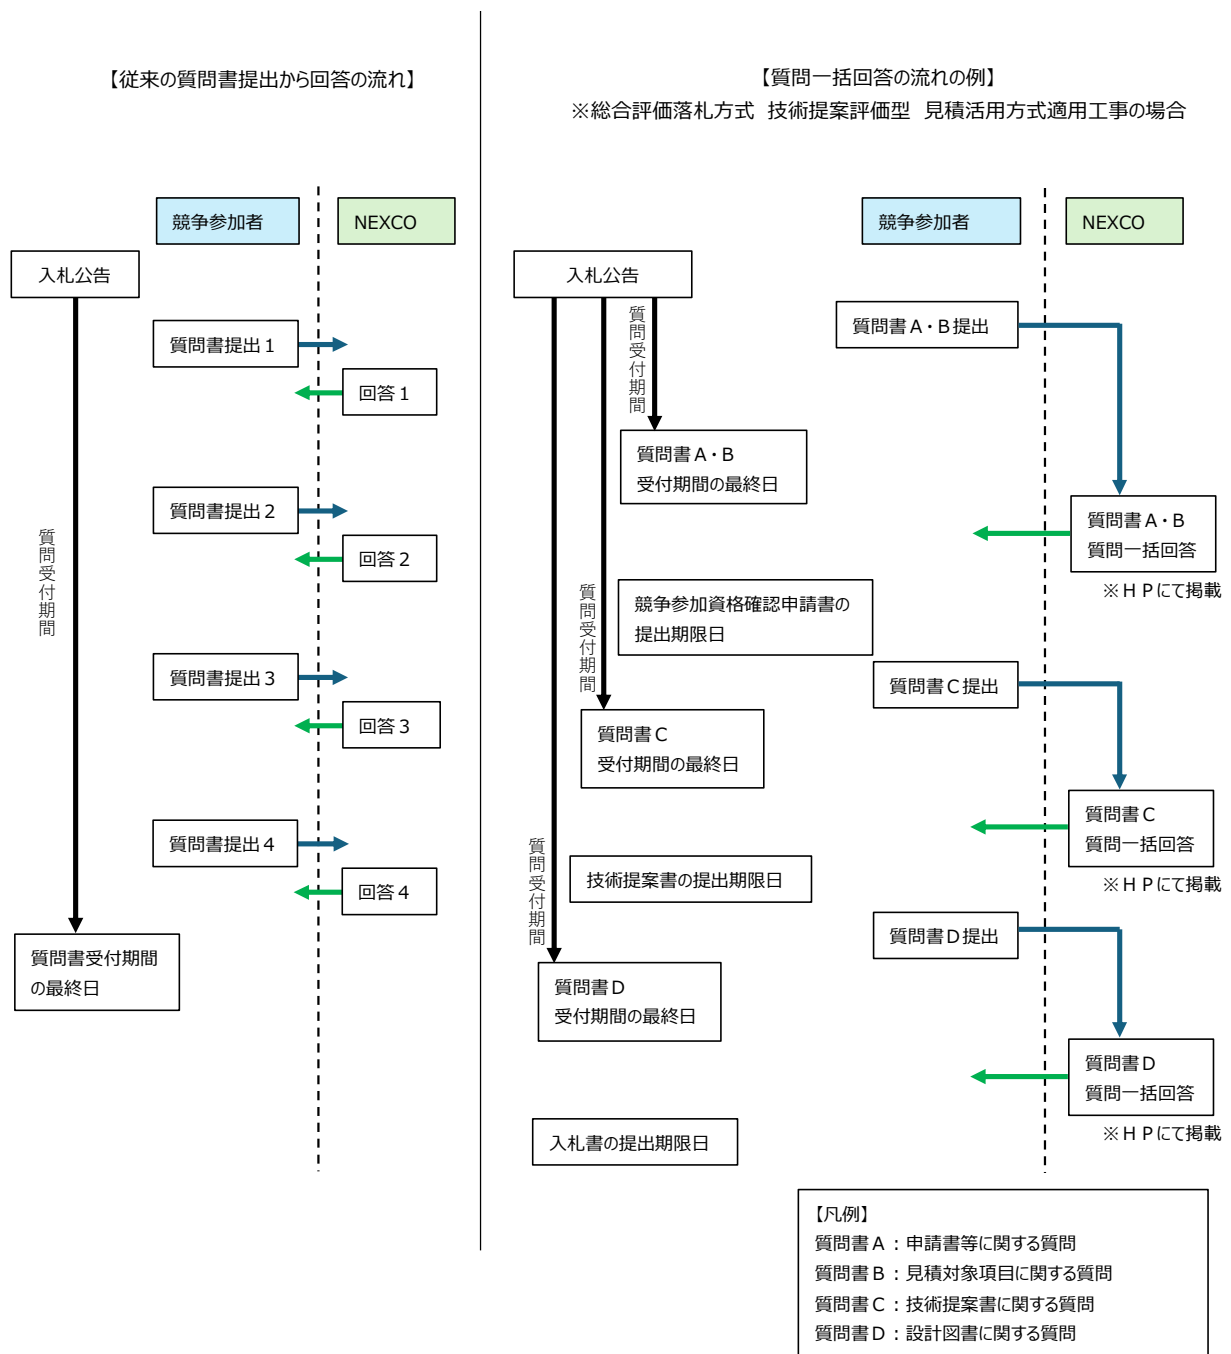 【従来の質問書提出から回答の流れ】
競争参加者
NEXCO
入札公告
質問書提出１
回答１
質問書提出２
回答２
質問受付期間
質問書提出３
回答３
質問書提出４
回答４
質問書受付期間
の最終日
【質問一括回答の流れの例】
※総合評価落札方式 技術提案評価型 見積活用方式適用工事の場合
競争参加者
NEXCO
入札公告
質問受付期間
質問書Ａ・Ｂ提出
質問書Ａ・Ｂ
受付期間の最終日
質問書Ａ・Ｂ
質問一括回答
※ＨＰにて掲載
質問受付期間
競争参加資格確認申請書の
提出期限日
質問書Ｃ提出
質問書Ｃ
受付期間の最終日
質問書Ｃ
質問一括回答
※ＨＰにて掲載
質問受付期間
技術提案書の提出期限日
質問書Ｄ提出
質問書Ｄ
受付期間の最終日
質問書Ｄ
質問一括回答
※ＨＰにて掲載
入札書の提出期限日
【凡例】
質問書Ａ：申請書等に関する質問
質問書Ｂ：見積対象項目に関する質問
質問書Ｃ：技術提案書に関する質問
質問書Ｄ：設計図書に関する質問